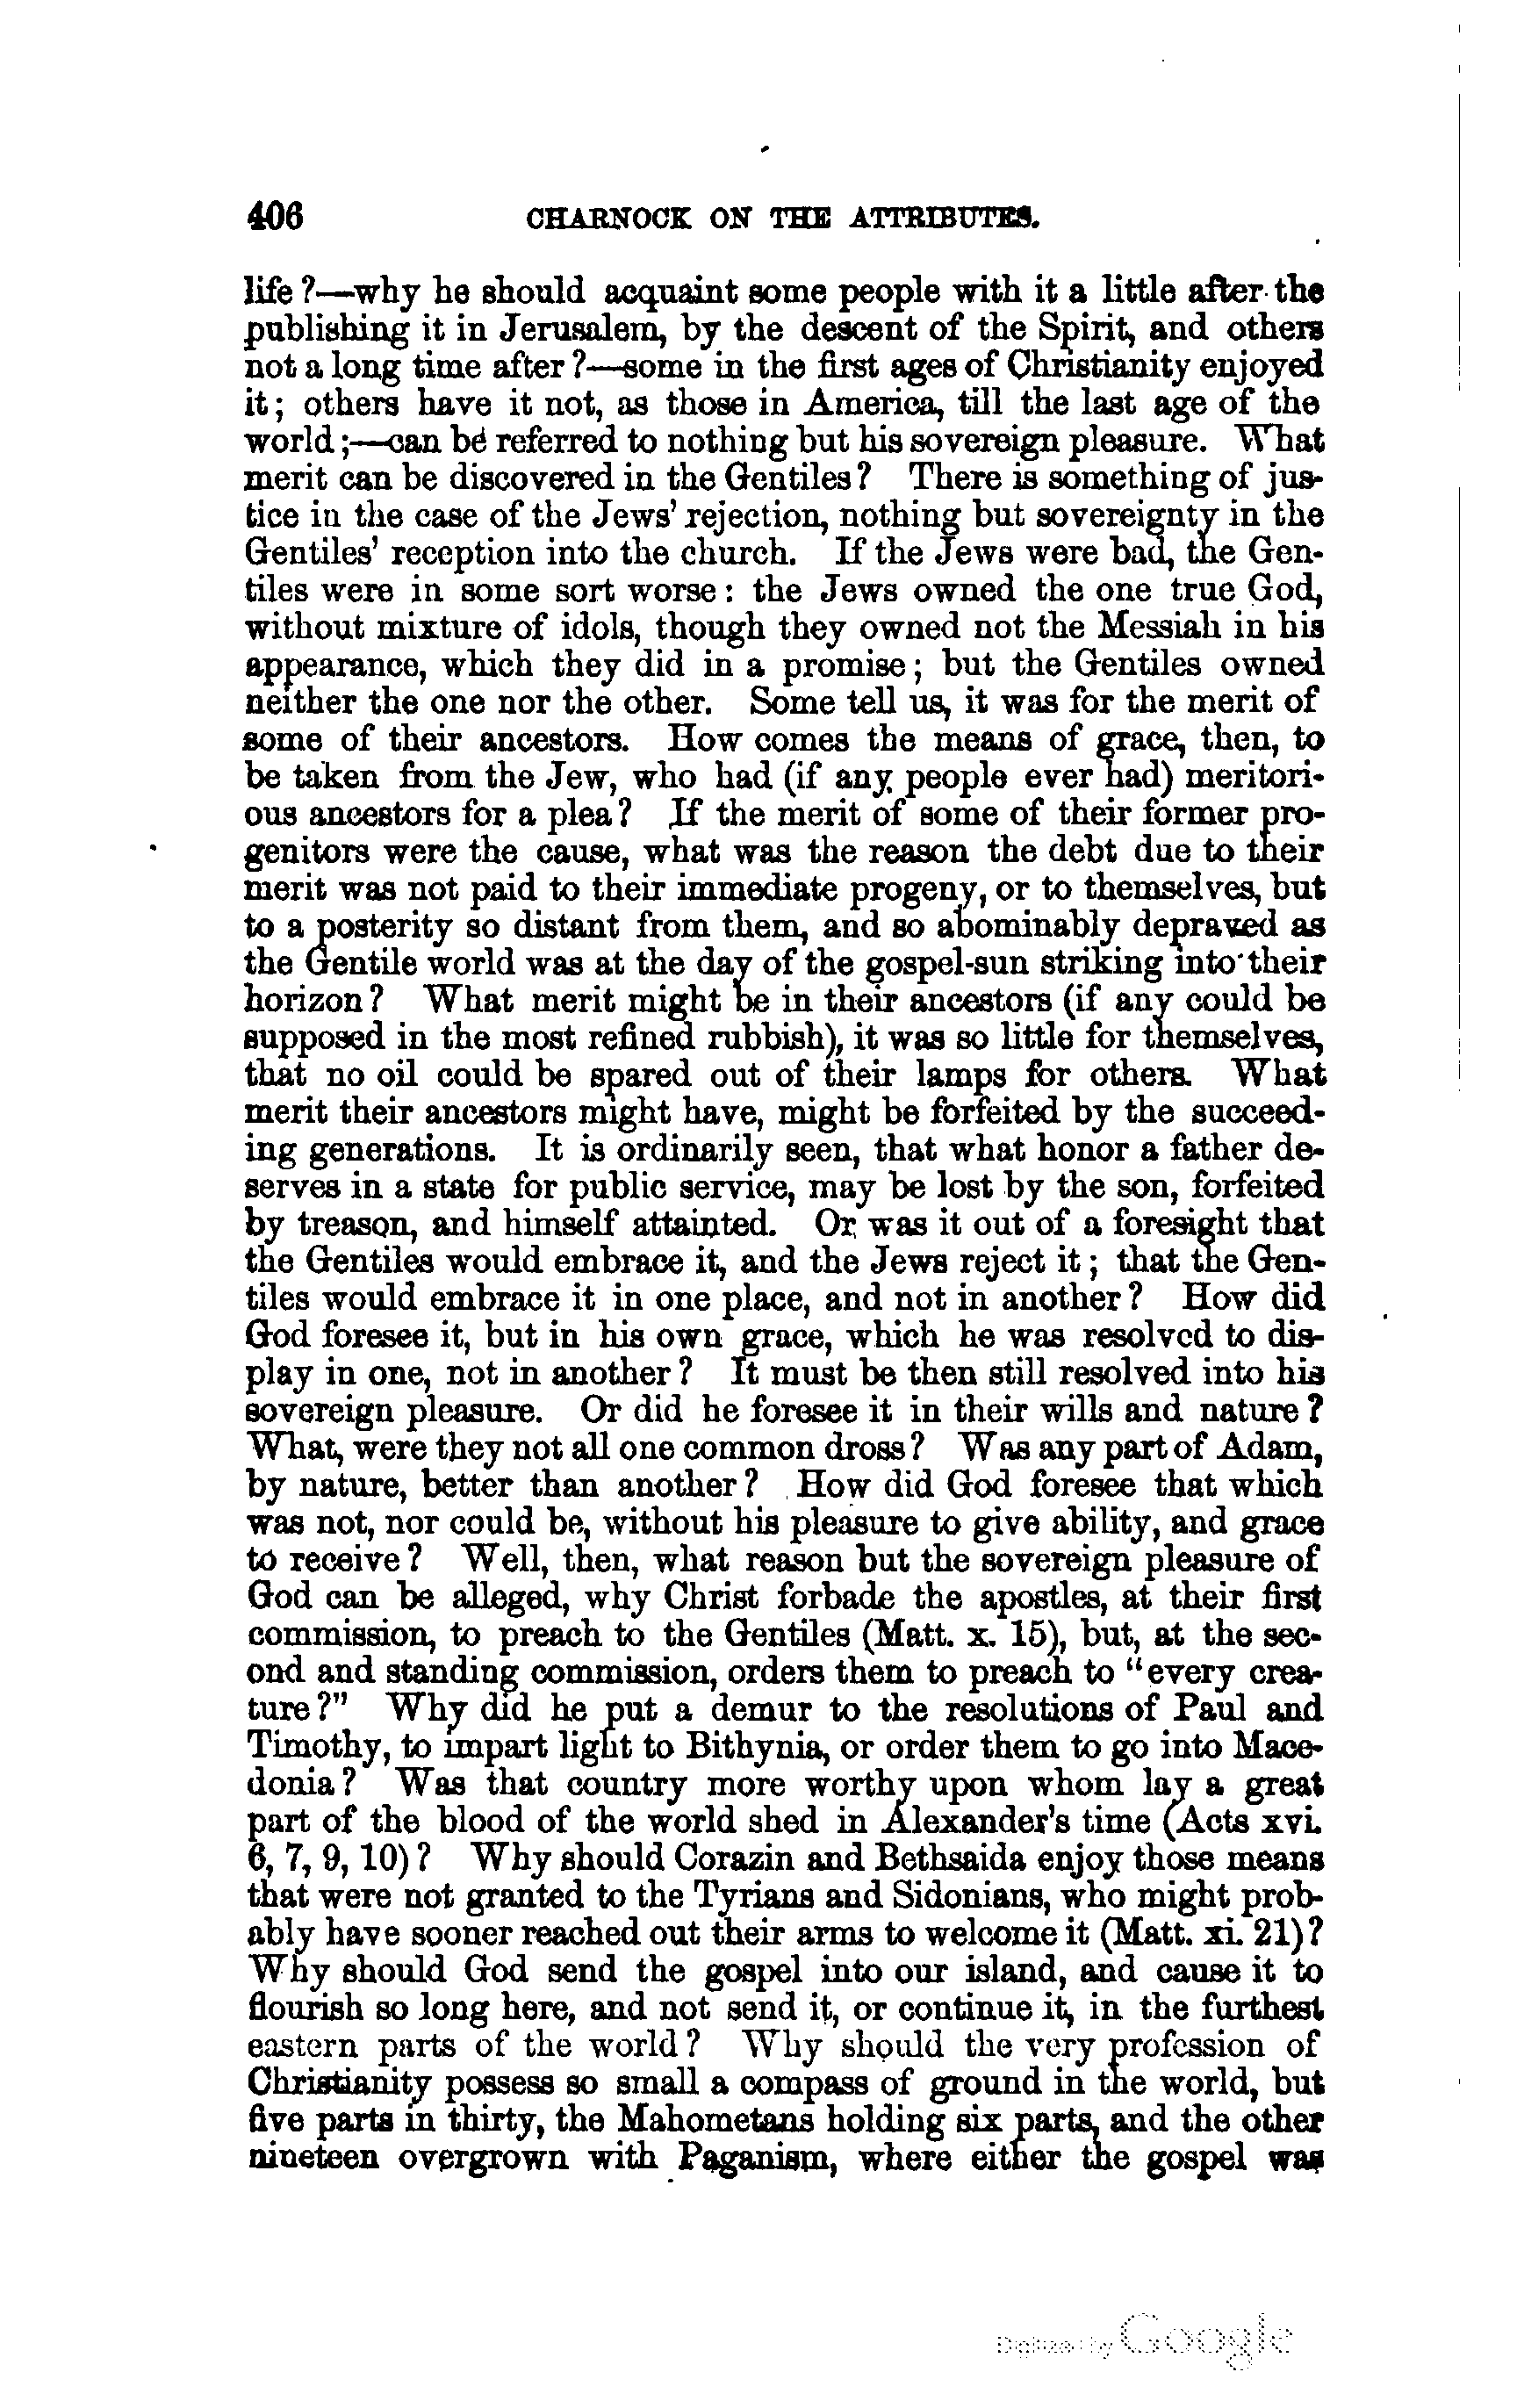 406 CHARNOCK ON THE ATTRIBUTES.
life?—why he should acquaint some people with it a little after the
publishing it in Jerusalem, by the descent of the Spirit, and others
not a long time after?—some in the first ages of Christianity enjoyed
it; others have it not, as those in America, till the last age of the
world;—can be referred to nothing but his sovereign pleasure. What
merit can be discovered in the Gentiles? There is something of jus-
tice in the case of the Jews' rejection, nothing but sovereignty in the
Gentiles' reception into the church. If the Jews were bad, the Gen-
tiles were in some sort worse: the Jews owned the one true God,
without mixture of idols, though they owned not the Messiah in his
appearance, which they did in a promise; but the Gentiles owned
neither the one nor the other. Some tell us, it was for the merit of
some of their ancestors. How comes the means of grace, then, to
be taken from the Jew, who had (if any people ever had) meritori-
ous ancestors for a plea? If the merit of some of their former pro-
genitors were the cause, what was the reason the debt due to their
merit was not paid to their immediate progeny, or to themselves, but
to a posterity so distant from them, and so abominably depraved as
the Gentile world was at the day of the gospel-sun striking into their
horizon? What merit might be in their ancestors (if any could be
supposed in the most refined rubbish), it was so little for themselves,
that no oil could be spared out of their lamps for others. What
merit their ancestors might have, might be forfeited by the succeed-
ing generations. It is ordinarily seen, that what honor a father de-
serves in a state for public service, may be lost by the son, forfeited
by treason, and himself attainted. Or was it out of a foresight that
the Gentiles would embrace it, and the Jews reject it; that the Gen-
tiles would embrace it in one place, and not in another? How did
God foresee it, but in his own grace, which he was resolved to dis-
play in one, not in another? It must be then still resolved into his
sovereign pleasure. Or did he foresee it in their wills and nature?
What, were they not all one common dross? Was any part of Adam,
by nature, better than another? How did God foresee that which
was not, nor could be, without his pleasure to give ability, and grace
to receive? Well, then, what reason but the sovereign pleasure of
God can be alleged, why Christ forbade the apostles, at their first
commission, to preach to the Gentiles (Matt. x. 15), but, at the sec-
ond and standing commission, orders them to preach to "every crea-
ture?" Why did he put a demur to the resolutions of Paul and
Timothy, to impart light to Bithynia, or order them to go into Mace-
donia? Was that country more worthy upon whom lay a great
part of the blood of the world shed in Alexander's time (Acts xvi.
6, 7, 9, 10)? Why should Corazin and Bethsaida enjoy those means
that were not granted to the Tyrians and Sidonians, who might prob-
ably have sooner reached out their arms to welcome it (Matt. xi. 21)?
Why should God send the gospel into our island, and cause it to
flourish so long here, and not send it, or continue it, in the furthest
eastern parts of the world? Why should the very profession of
Christianity possess so small a compass of ground in the world, but
five parts in thirty, the Mahometans holding six parts, and the other
nineteen overgrown with Paganism, where either the gospel was
Digitized by Google